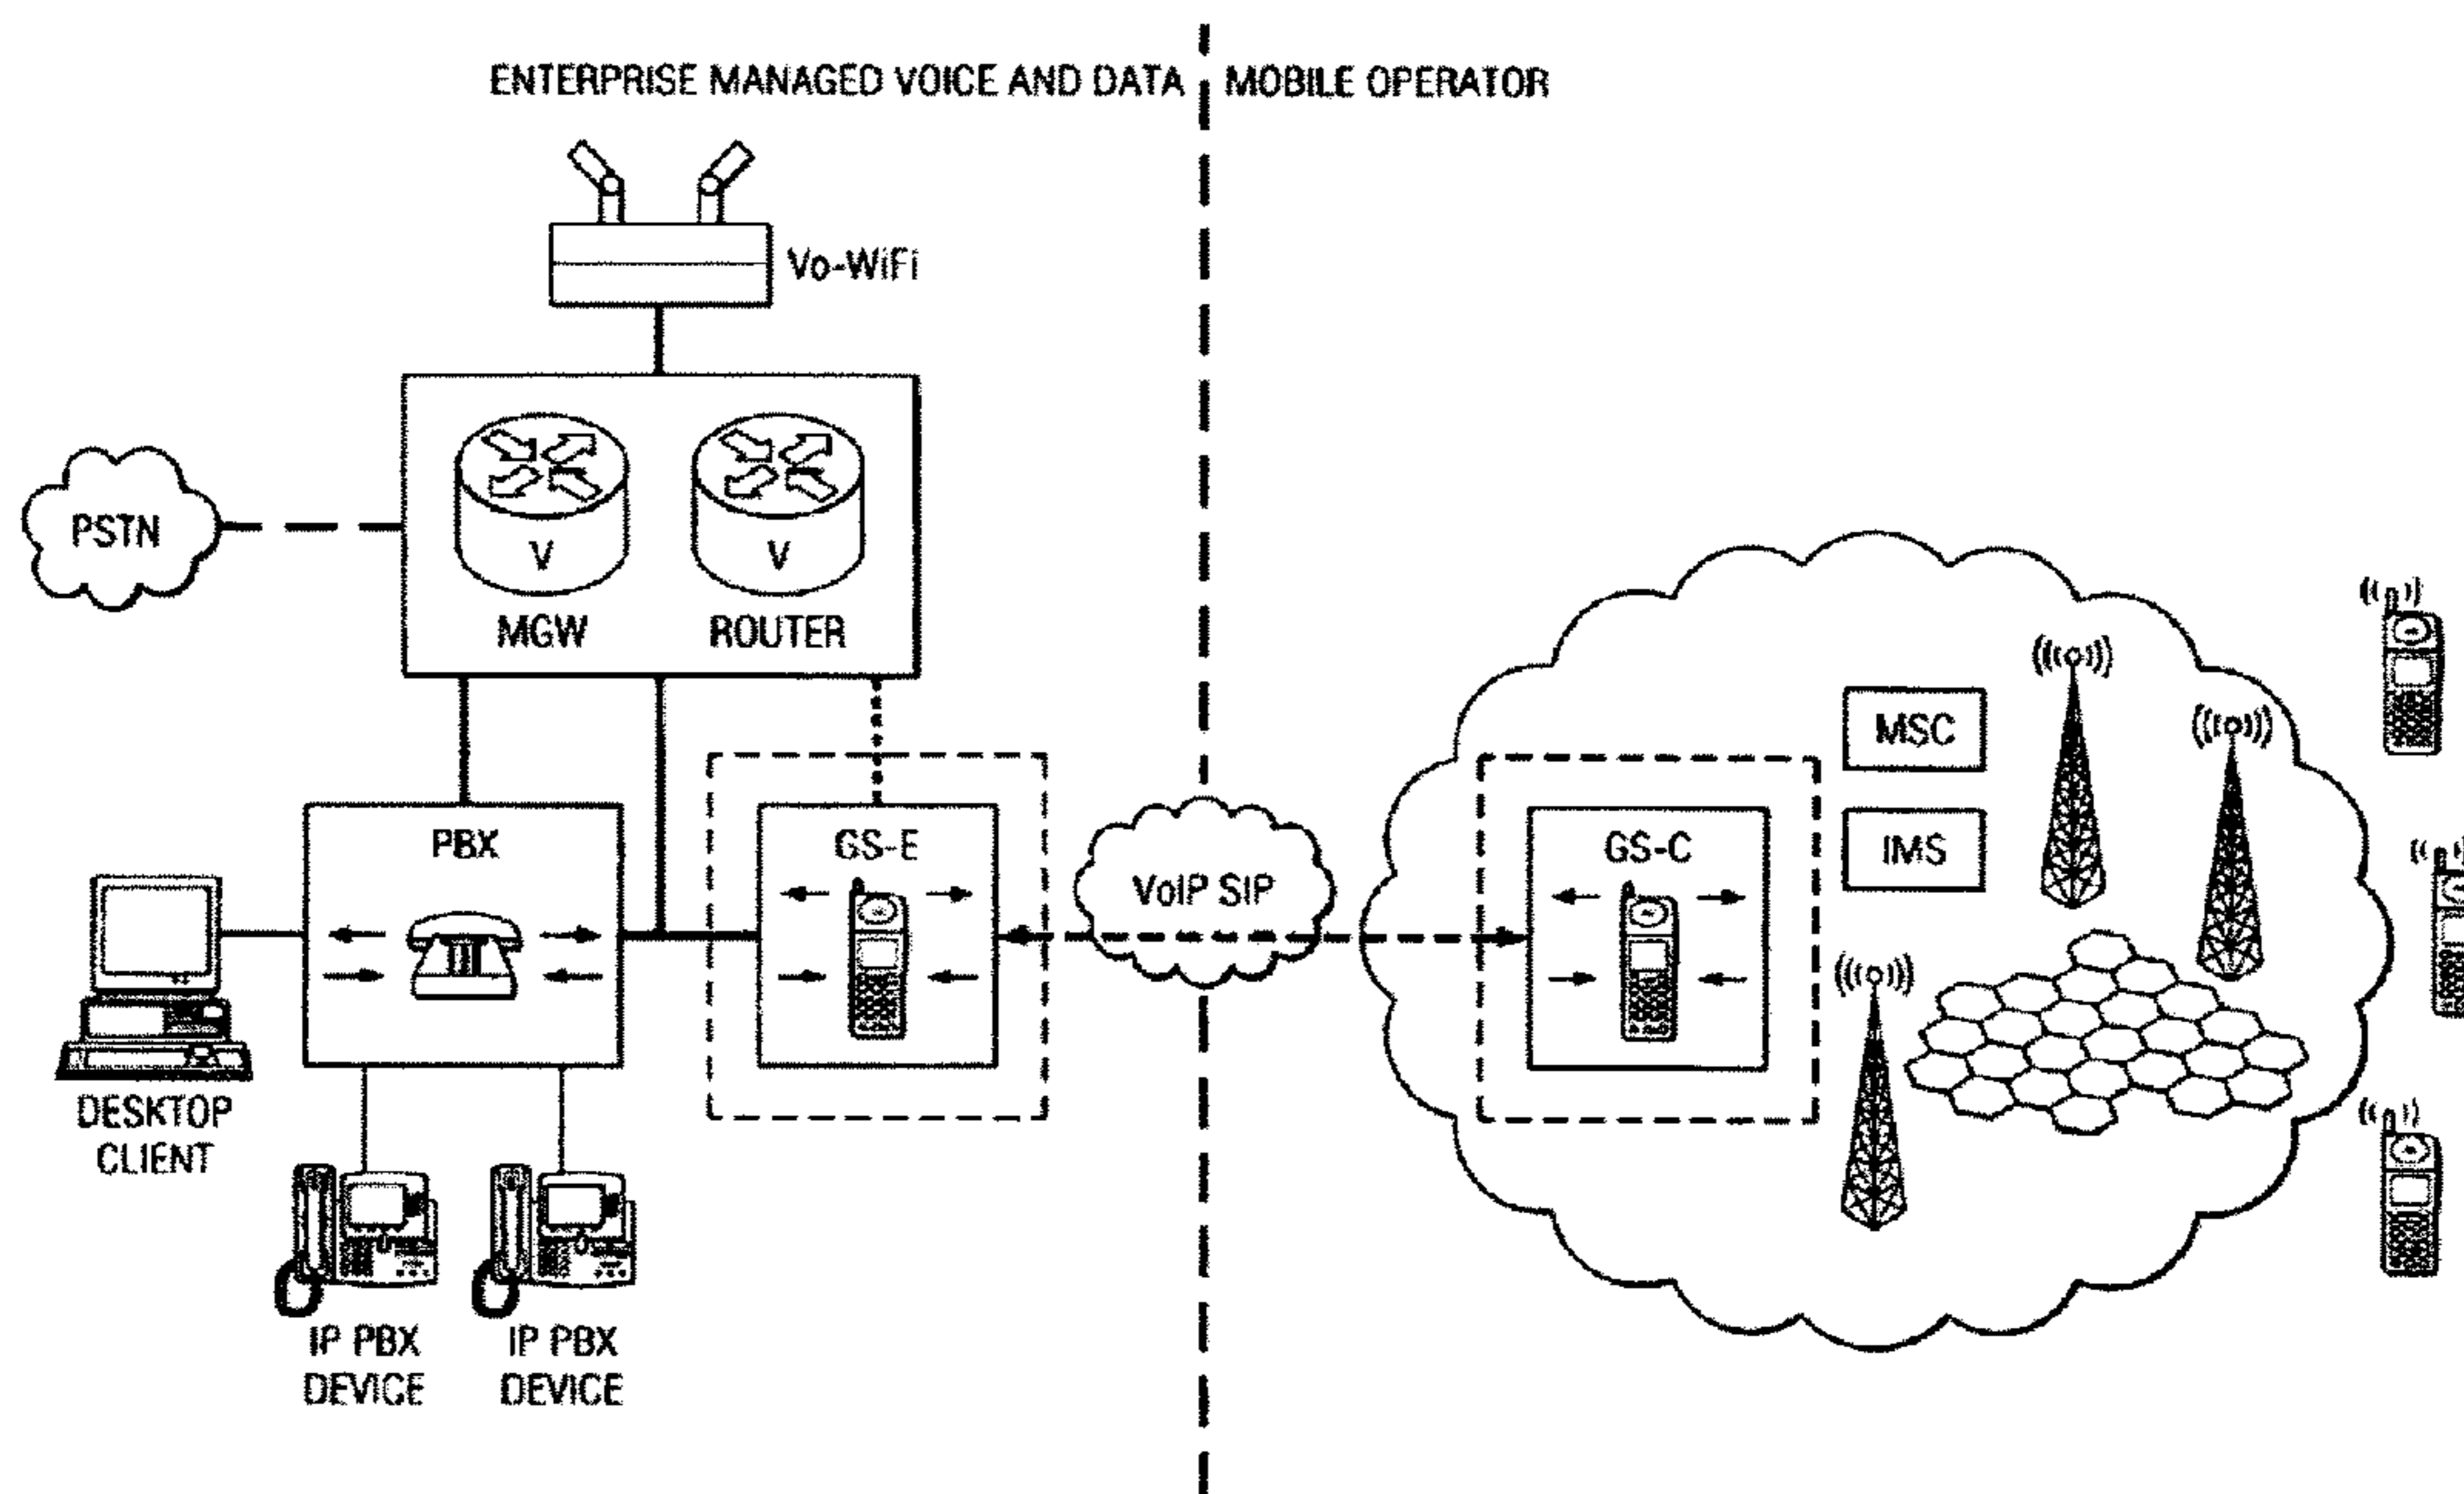 ENTERPRISE MANAGED VOICE AND DATA
MOBILE OPERATOR
Vo-WiFi
PSTN
V
V
MGW
ROUTER
MSC
PBX
GS-E
VoIP SIP
GS-C
IMS
DESKTOP
CLIENT
IP PBX
DEVICE
IP PBX
DEVICE